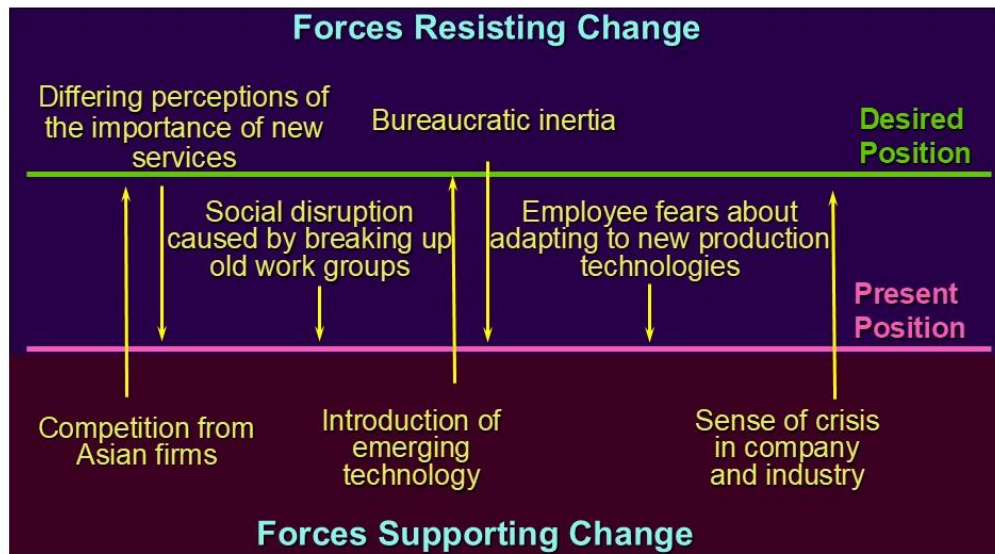 Forces Resisting Change
Differing perceptions of
the importance of new
services
Bureaucratic inertia
Desired
Position
Social disruption
caused by breaking up
old work groups
Employee fears about
adapting to new production
technologies
Present
Position
Competition from
Asian firms
Introduction of
emerging
technology
Sense of crisis
in company
and industry
Forces Supporting Change